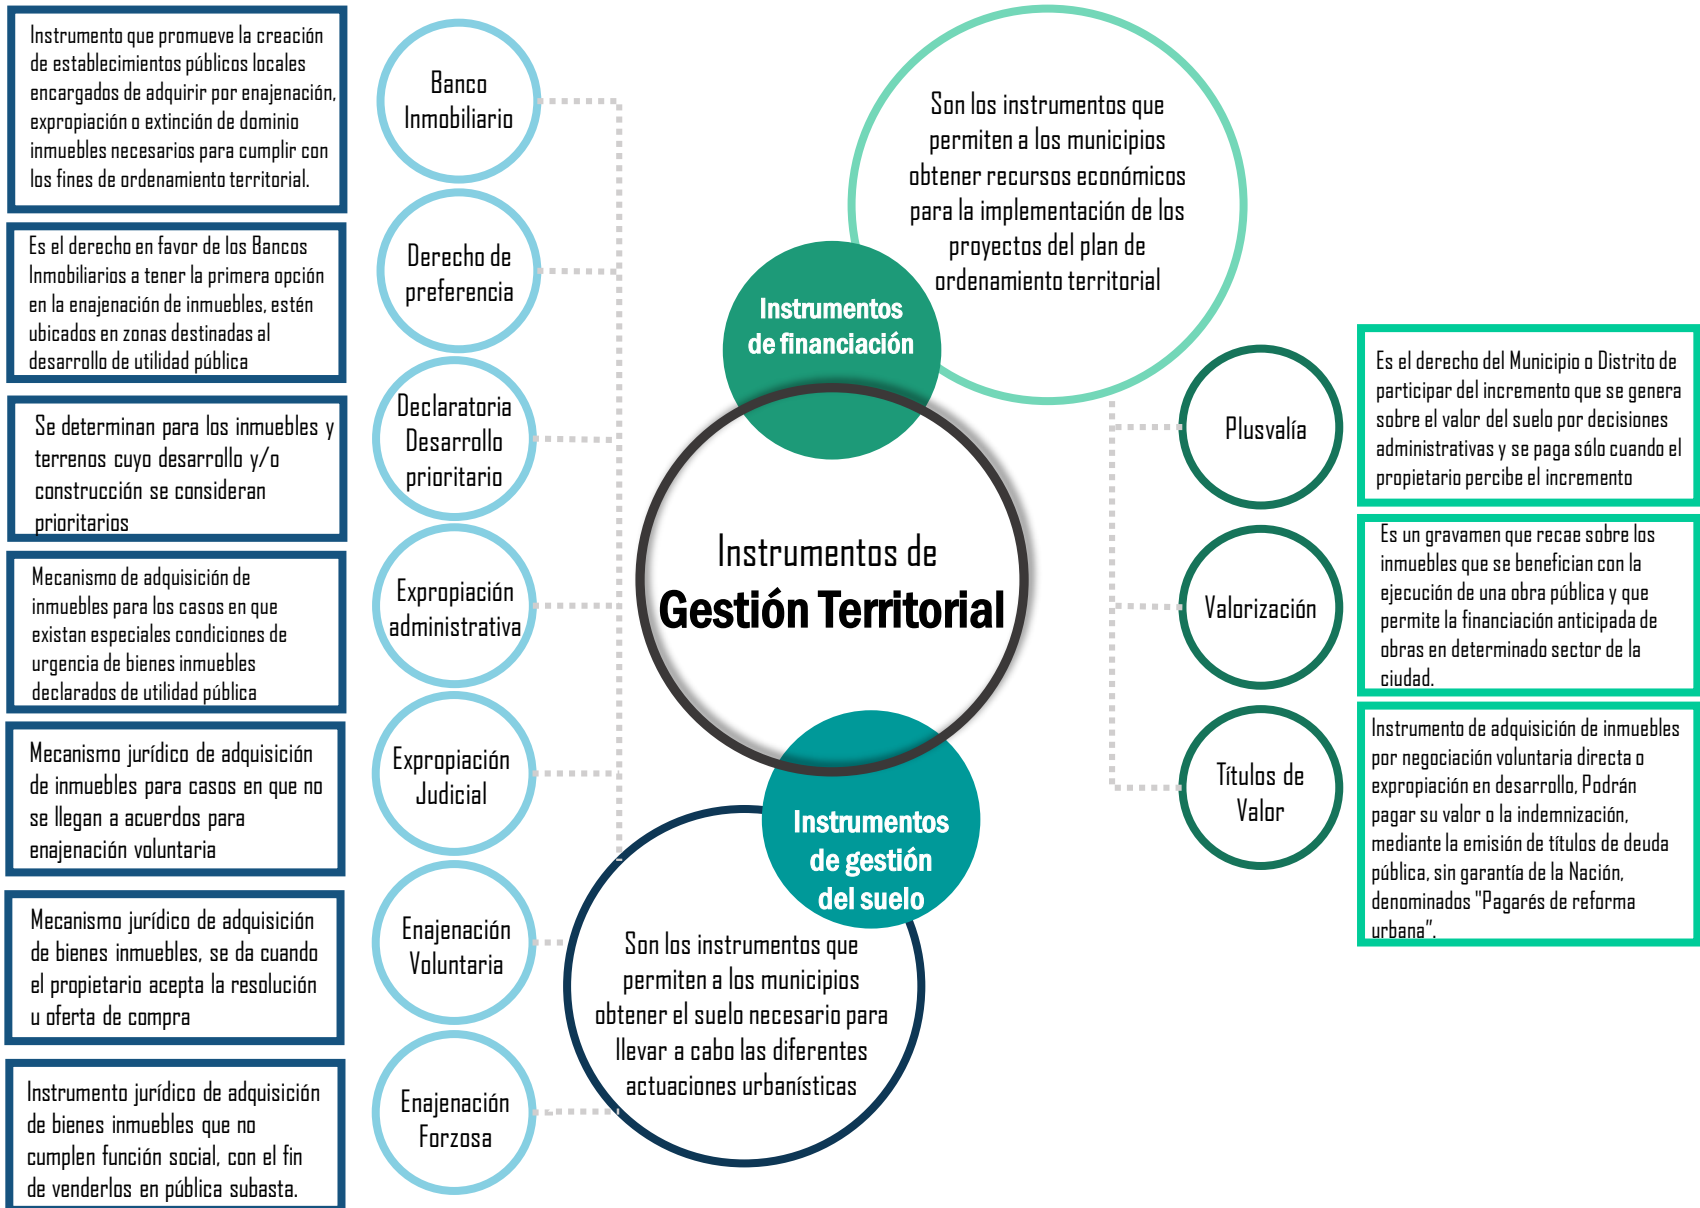 Instrumento que promueve la creación
de establecimientos públicos locales
encargados de adquirir por enajenación,
expropiación o extinción de dominio
inmuebles necesarios para cumplir con
los fines de ordenamiento territorial.
Banco
Inmobiliario
Es el derecho en favor de los Bancos
Inmobiliarios a tener la primera opción
en la enajenación de inmuebles, estén
ubicados en zonas destinadas al
desarrollo de utilidad pública
Derecho de
preferencia
Se determinan para los inmuebles y
terrenos cuyo desarrollo y/o
construcción se consideran
prioritarios
Declaratoria
Desarrollo
prioritario
Mecanismo de adquisición de
inmuebles para los casos en que
existan especiales condiciones de
urgencia de bienes inmuebles
declarados de utilidad pública
Expropiación
administrativa
Mecanismo jurídico de adquisición
de inmuebles para casos en que no
se llegan a acuerdos para
enajenación voluntaria
Expropiación
Judicial
Mecanismo jurídico de adquisición
de bienes inmuebles, se da cuando
el propietario acepta la resolución
u oferta de compra
Enajenación
Voluntaria
Instrumento jurídico de adquisición
de bienes inmuebles que no
cumplen función social, con el fin
de venderlos en pública subasta.
Enajenación
Forzosa
Son los instrumentos que
permiten a los municipios
obtener recursos económicos
para la implementación de los
proyectos del plan de
ordenamiento territorial
Instrumentos
de financiación
Instrumentos de
Gestión Territorial
Instrumentos
de gestión
del suelo
Son los instrumentos que
permiten a los municipios
obtener el suelo necesario para
llevar a cabo las diferentes
actuaciones urbanísticas
Plusvalía
Es el derecho del Municipio o Distrito de
participar del incremento que se genera
sobre el valor del suelo por decisiones
administrativas y se paga sólo cuando el
propietario percibe el incremento
Valorización
Es un gravamen que recae sobre los
inmuebles que se benefician con la
ejecución de una obra pública y que
permite la financiación anticipada de
obras en determinado sector de la
ciudad.
Títulos de
Valor
Instrumento de adquisición de inmuebles
por negociación voluntaria directa o
expropiación en desarrollo, Podrán
pagar su valor o la indemnización,
mediante la emisión de títulos de deuda
pública, sin garantía de la Nación,
denominados "Pagarés de reforma
urbana”.